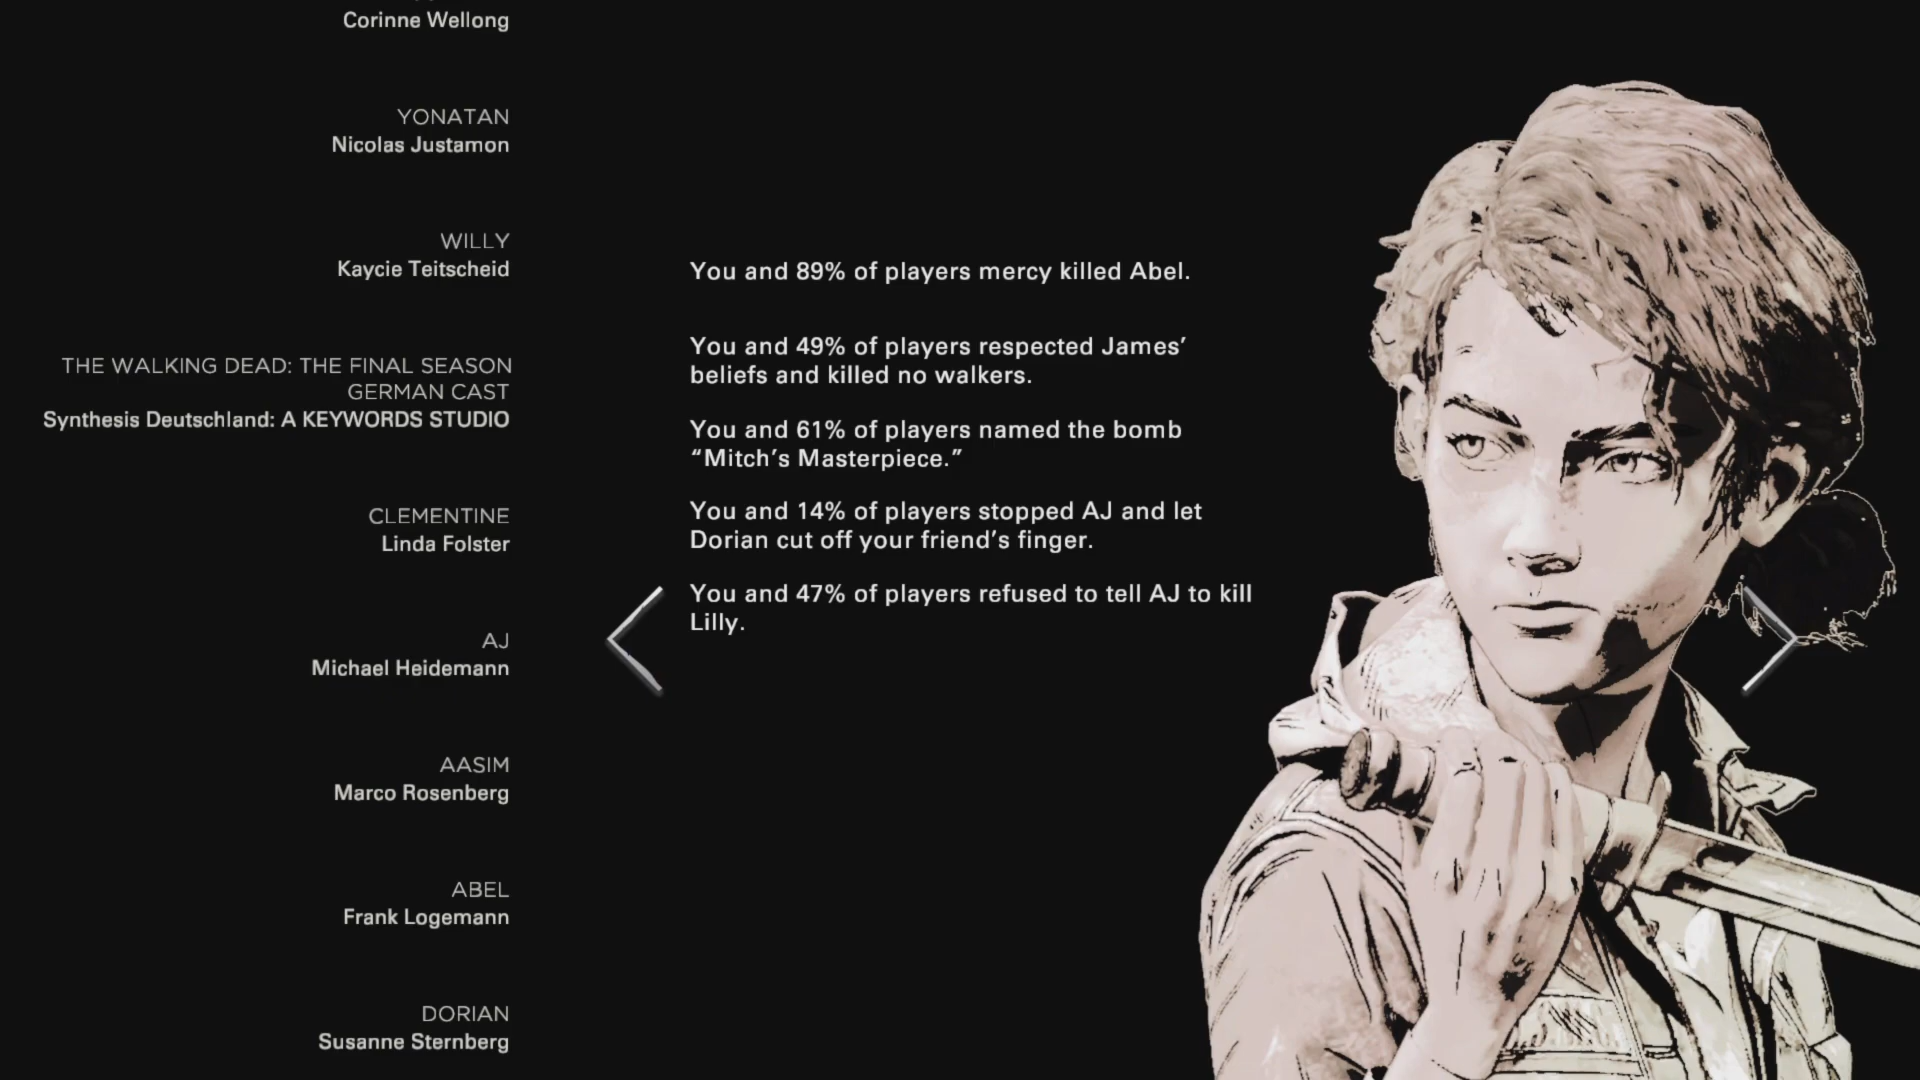 Corinne Wellong
YONATAN
Nicolas Justamon
WILLY
Kaycie Teitscheid
THE WALKING DEAD: THE FINAL SEASON
GERMAN CAST
Synthesis Deutschland: A KEYWORDS STUDIO
CLEMENTINE
Linda Folster
AJ
Michael Heidemann
AASIM
Marco Rosenberg
ABEL
Frank Logemann
DORIAN
Susanne Sternberg
You and 89% of players mercy killed Abel.
You and 49% of players respected James’
beliefs and killed no walkers.
You and 61% of players named the bomb
“Mitch’s Masterpiece.”
You and 14% of players stopped AJ and let
Dorian cut off your friend’s finger.
You and 47% of players refused to tell AJ to kill
Lilly.